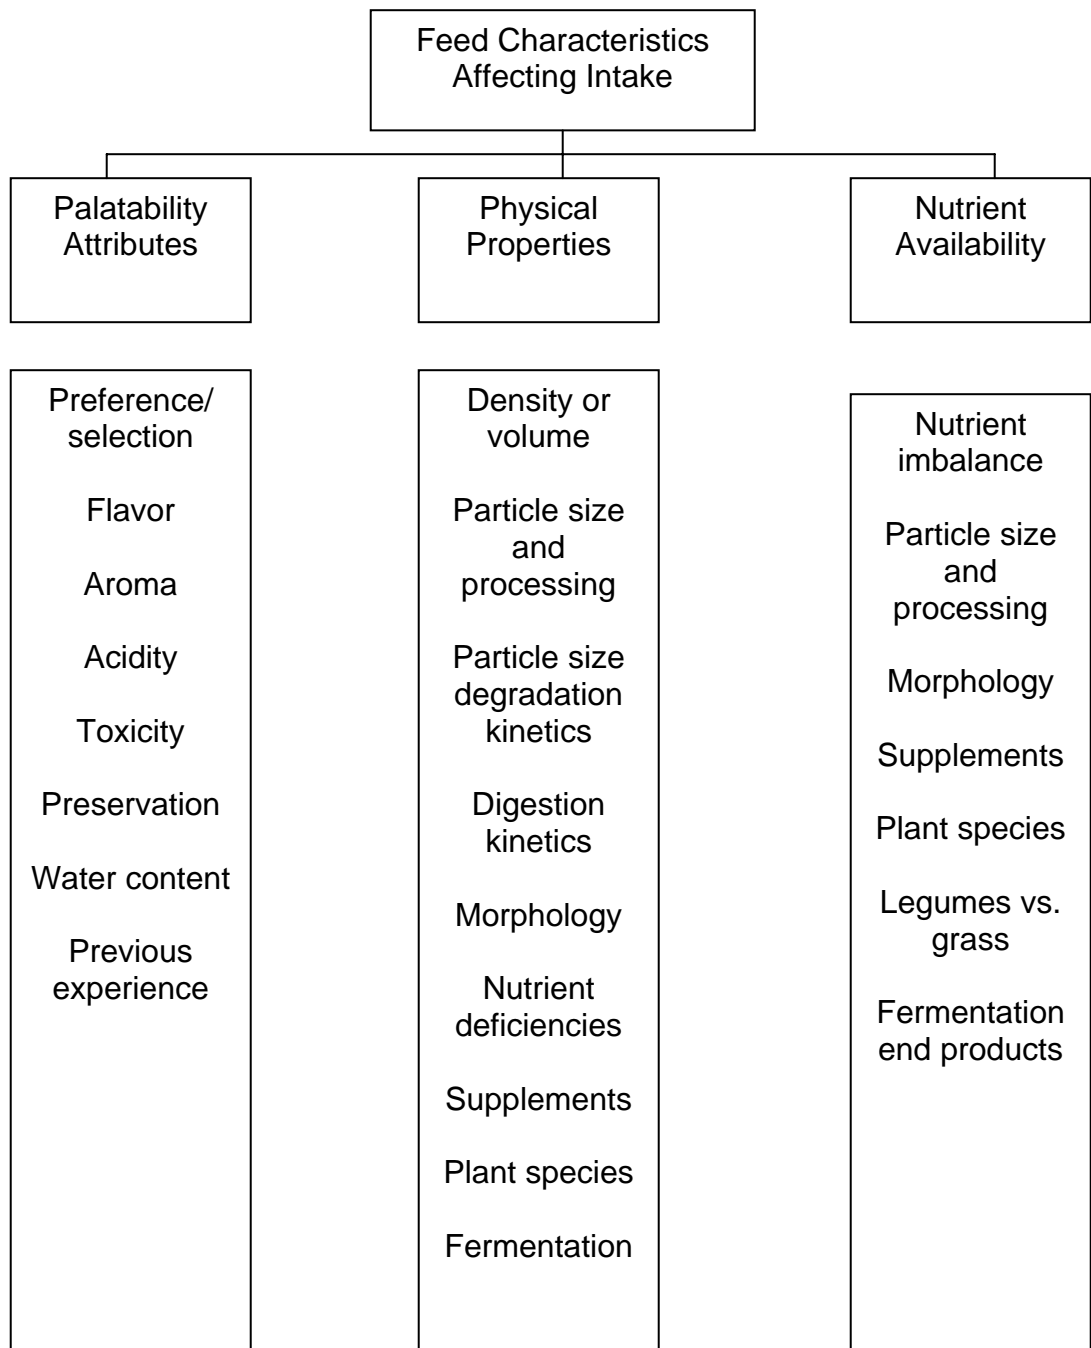 Feed Characteristics
Affecting Intake
Palatability
Attributes
Physical
Properties
Nutrient
Availability
Preference/
selection
Flavor
Aroma
Acidity
Toxicity
Preservation
Water content
Previous
experience
Density or
volume
Particle size
and
processing
Particle size
degradation
kinetics
Digestion
kinetics
Morphology
Nutrient
deficiencies
Supplements
Plant species
Fermentation
Nutrient
imbalance
Particle size
and
processing
Morphology
Supplements
Plant species
Legumes vs.
grass
Fermentation
end products